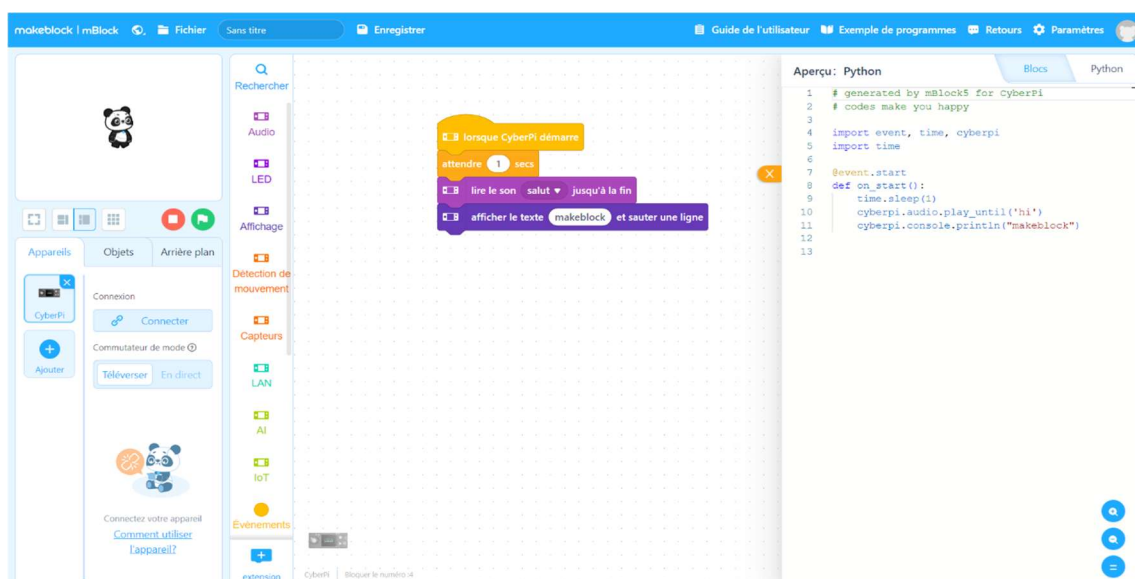 makeblock | mBlock Fichier Sans titre Enregistrer Guide de l'utilisateur Exemple de programmes Retours Paramètres
Rechercher
Audio
LED
Affichage
Détection de
mouvement
Capteurs
LAN
AI
IoT
Evènements
extension
Appareils Objets Arrière plan
CyberPi
Ajouter
Connexion
Connecter
Commutateur de mode
Téléverser En direct
Connectez votre appareil
Comment utiliser
l'appareil?
lorsque CyberPi démarre
attendre 1 secs
lire le son salut jusqu'à la fin
afficher le texte makeblock et sauter une ligne
X
CyberPi Bloquer le numéro :4
Aperçu: Python Blocs Python
1 # generated by mBlock5 for CyberPi
2 # codes make you happy
3
4 import event, time, cyberpi
5 import time
6
7 @event.start
8 def on_start():
9 time.sleep(1)
10 cyberpi.audio.play_until('hi')
11 cyberpi.console.println("makeblock")
12
13